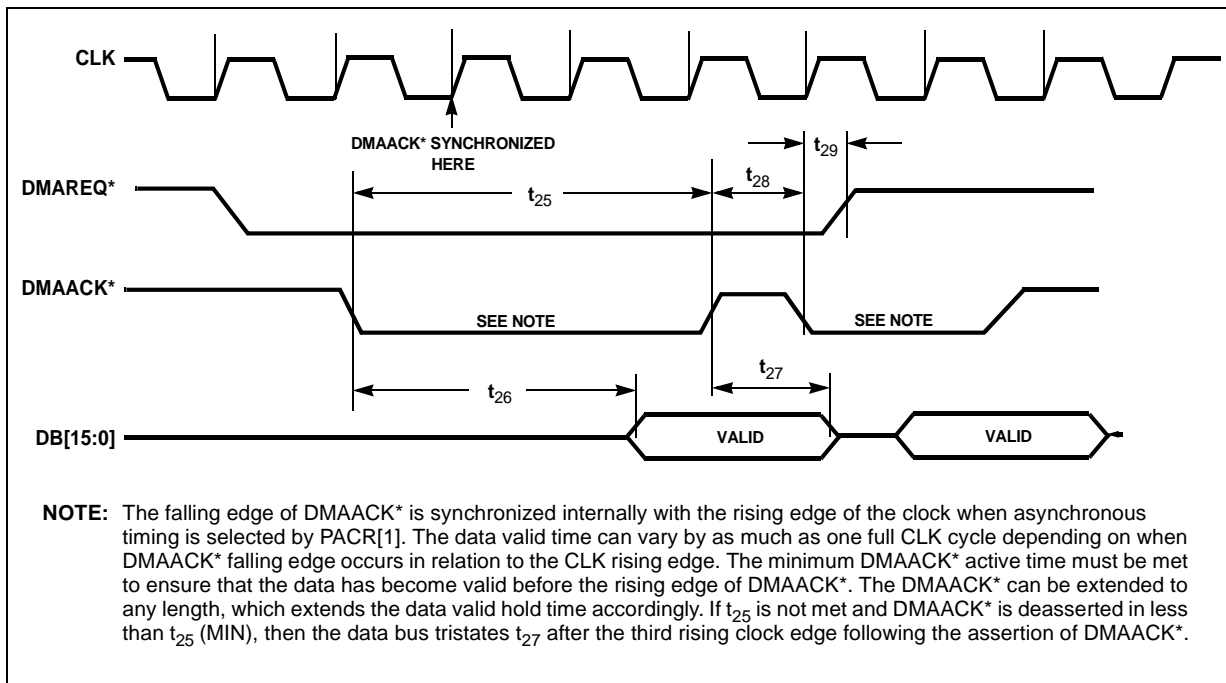 CLK
DMAACK* SYNCHRONIZED
HERE
t29
DMAREQ*
t25
t28
DMAACK*
SEE NOTE
SEE NOTE
t26
t27
DB[15:0]
VALID
VALID
NOTE: The falling edge of DMAACK* is synchronized internally with the rising edge of the clock when asynchronous
timing is selected by PACR[1]. The data valid time can vary by as much as one full CLK cycle depending on when
DMAACK* falling edge occurs in relation to the CLK rising edge. The minimum DMAACK* active time must be met
to ensure that the data has become valid before the rising edge of DMAACK*. The DMAACK* can be extended to
any length, which extends the data valid hold time accordingly. If t25 is not met and DMAACK* is deasserted in less
than t25 (MIN), then the data bus tristates t27 after the third rising clock edge following the assertion of DMAACK*.